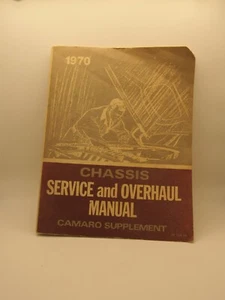 1970
CHASSIS
SERVICE and OVERHAUL
MANUAL
CAMARO SUPPLEMENT